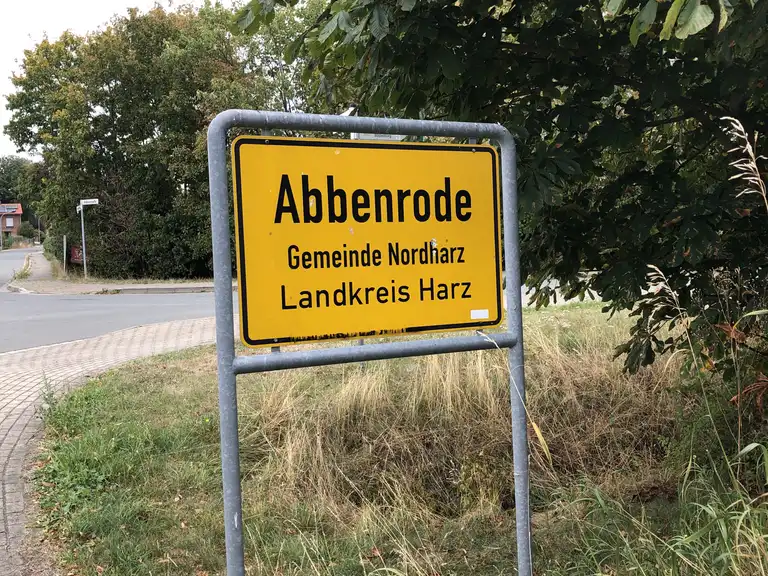 Abbenrode
Gemeinde Nordharz
Landkreis Harz